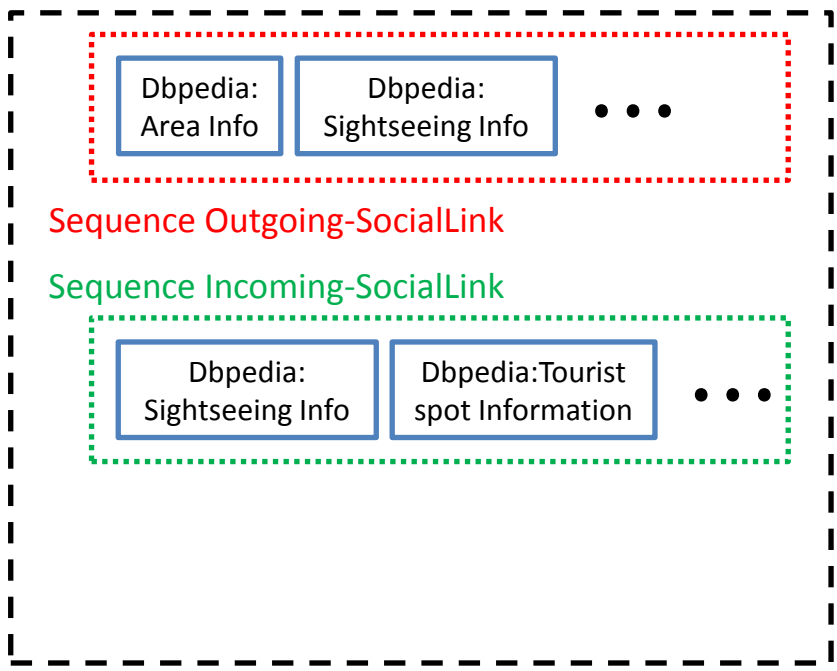 Dbpedia:
Area Info
Dbpedia:
Sightseeing Info
• • •
Sequence Outgoing-SocialLink
Sequence Incoming-SocialLink
Dbpedia:
Sightseeing Info
Dbpedia:Tourist
spot Information
• • •